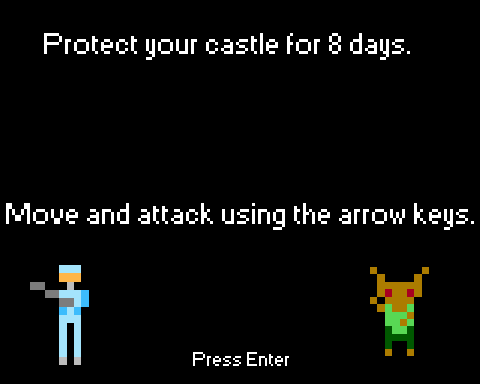 Protect your castle for 8 days.
Move and attack using the arrow keys.
Press Enter